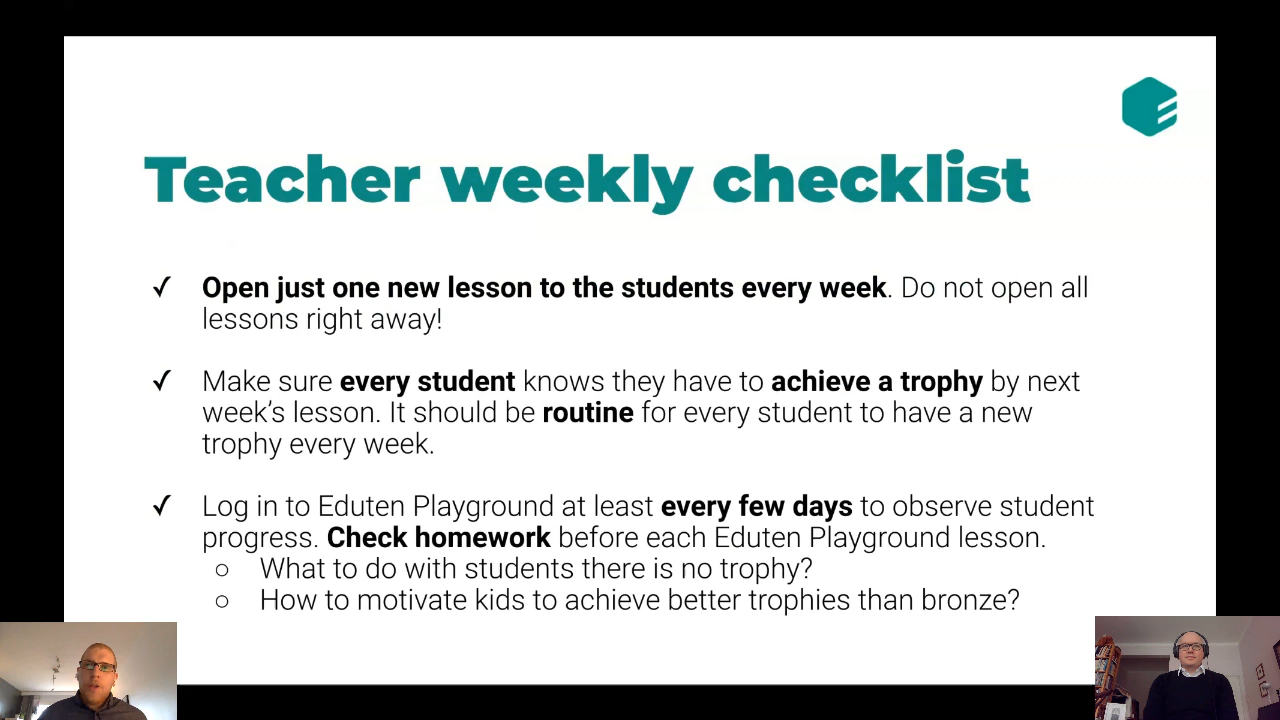 Teacher weekly checklist
✓ Open just one new lesson to the students every week. Do not open all
lessons right away!
✓ Make sure every student knows they have to achieve a trophy by next
week’s lesson. It should be routine for every student to have a new
trophy every week.
✓ Log in to Eduten Playground at least every few days to observe student
progress. Check homework before each Eduten Playground lesson.
○ What to do with students there is no trophy?
○ How to motivate kids to achieve better trophies than bronze?